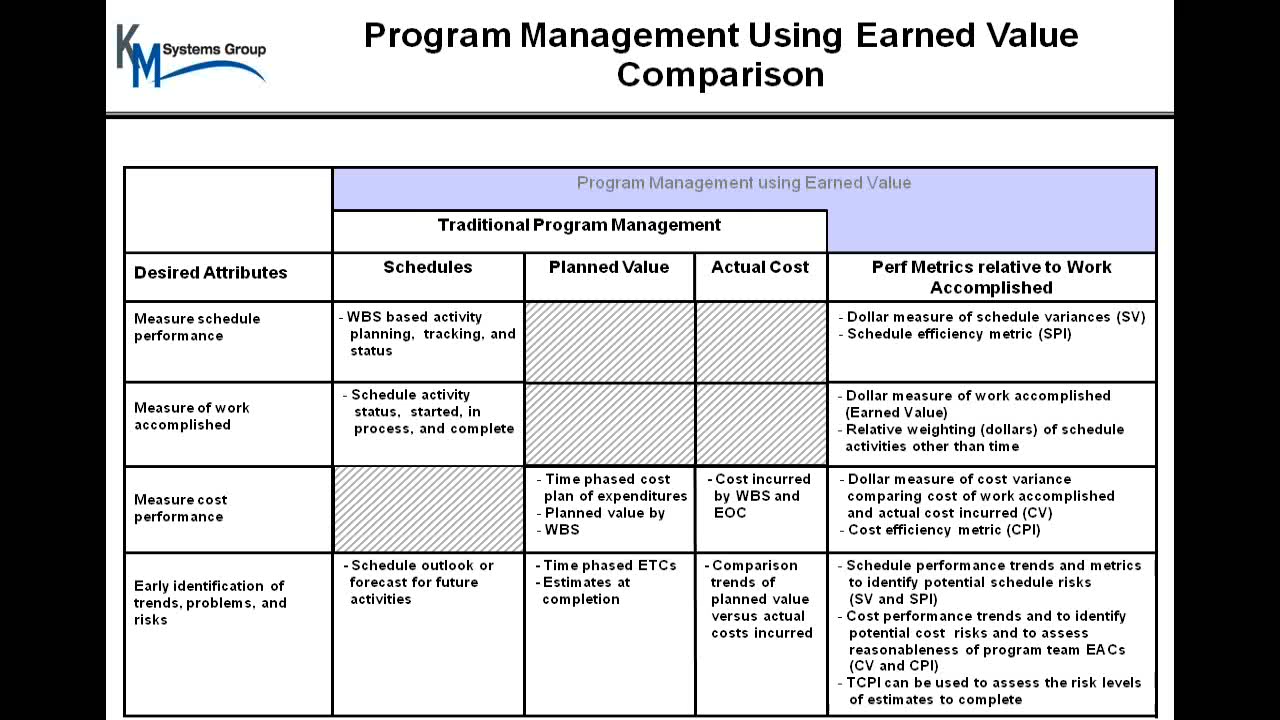 KM Systems Group
Program Management Using Earned Value
Comparison
Program Management using Earned Value
Traditional Program Management
Desired Attributes
Schedules
Planned Value
Actual Cost
Perf Metrics relative to Work
Accomplished
Measure schedule
performance
- WBS based activity
planning, tracking, and
status
- Dollar measure of schedule variances (SV)
- Schedule efficiency metric (SPI)
Measure of work
accomplished
- Schedule activity
status, started, in
process, and complete
- Dollar measure of work accomplished
(Earned Value)
- Relative weighting (dollars) of schedule
activities other than time
Measure cost
performance
- Time phased cost
plan of expenditures
- Planned value by
- WBS
- Cost incurred
by WBS and
EOC
- Dollar measure of cost variance
comparing cost of work accomplished
and actual cost incurred (CV)
- Cost efficiency metric (CPI)
Early identification of
trends, problems, and
risks
- Schedule outlook or
forecast for future
activities
- Time phased ETCs
- Estimates at
completion
- Comparison
trends of
planned value
versus actual
costs incurred
- Schedule performance trends and metrics
to identify potential schedule risks
(SV and SPI)
- Cost performance trends and to identify
potential cost risks and to assess
reasonableness of program team EACs
(CV and CPI)
- TCPI can be used to assess the risk levels
of estimates to complete